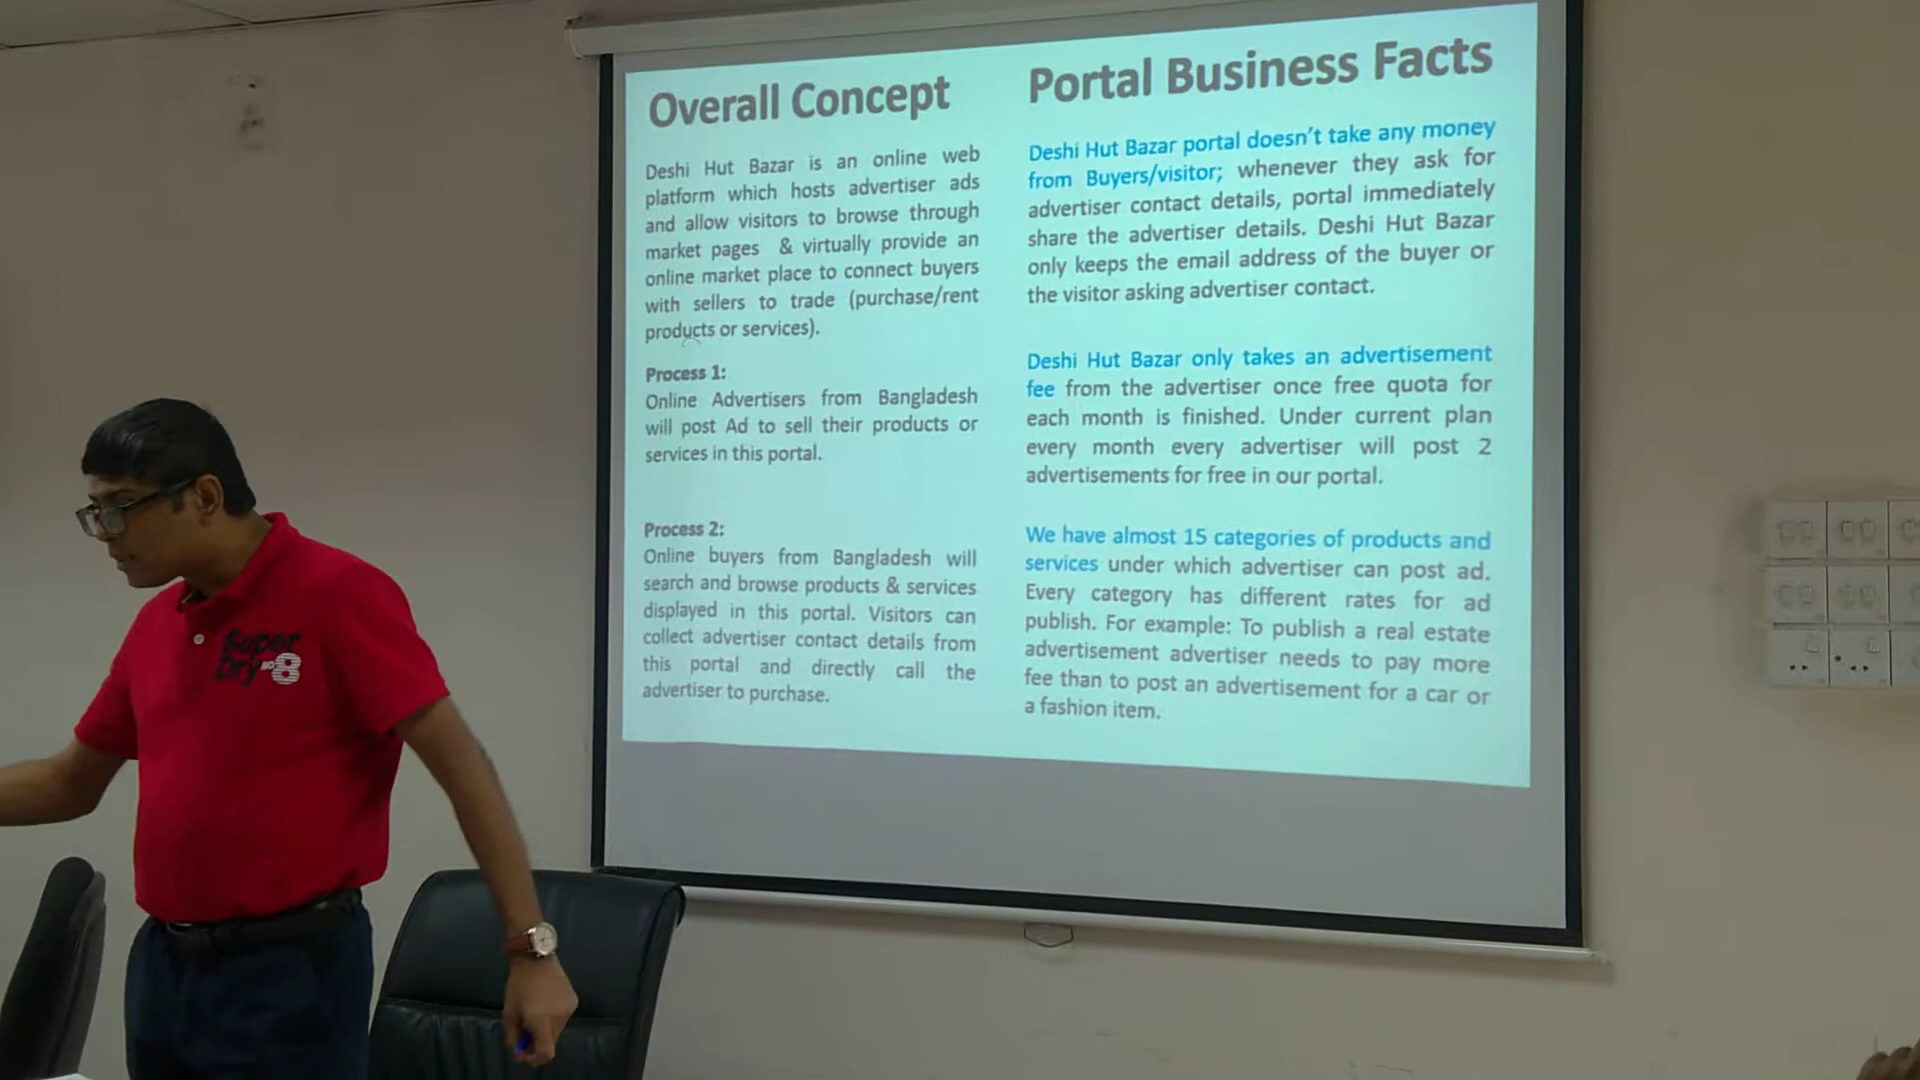 Overall Concept
Deshi Hut Bazar is an online web
platform which hosts advertiser ads
and allow visitors to browse through
market pages & virtually provide an
online market place to connect buyers
with sellers to trade (purchase/rent
products or services).
Process 1:
Online Advertisers from Bangladesh
will post Ad to sell their products or
services in this portal.
Process 2:
Online buyers from Bangladesh will
search and browse products & services
displayed in this portal. Visitors can
collect advertiser contact details from
this portal and directly call the
advertiser to purchase.
Portal Business Facts
Deshi Hut Bazar portal doesn't take any money
from Buyers/visitor; whenever they ask for
advertiser contact details, portal immediately
share the advertiser details. Deshi Hut Bazar
only keeps the email address of the buyer or
the visitor asking advertiser contact.
Deshi Hut Bazar only takes an advertisement
fee from the advertiser once free quota for
each month is finished. Under current plan
every month every advertiser will post 2
advertisements for free in our portal.
We have almost 15 categories of products and
services under which advertiser can post ad.
Every category has different rates for ad
publish. For example: To publish a real estate
advertisement advertiser needs to pay more
fee than to post an advertisement for a car or
a fashion item.
Super
Dry NO 8